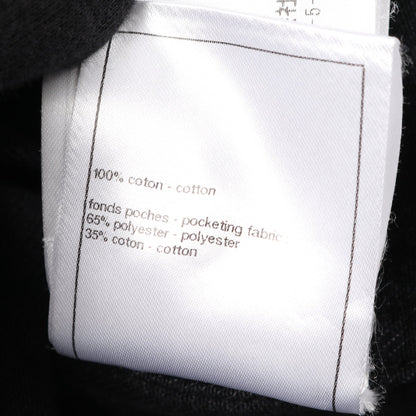 100% coton - cotton
fonds poches - pocketing fabric
65% polyester - polyester
35% coton - cotton